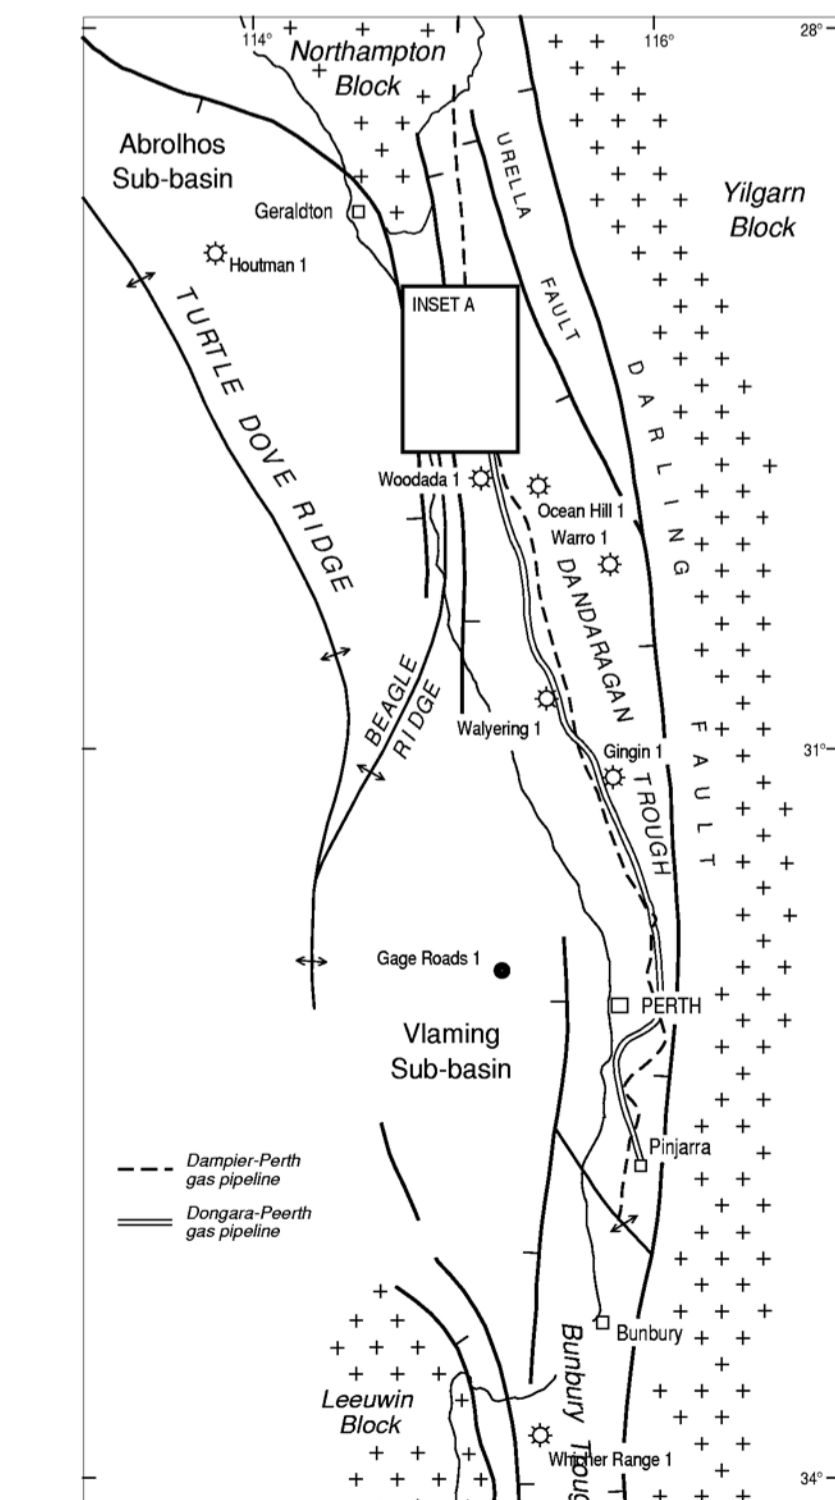 114°
116°
28°
Northampton
Block
Abrolhos
Sub-basin
URELLA
FAULT
Yilgarn
Block
Geraldton
Houtman 1
INSET A
TURTLE DOVE RIDGE
DARLING
FAULT
Woodada 1
Ocean Hill 1
Warro 1
DANDARAGAN
TROUGH
BEAGLE
RIDGE
Walyering 1
31°
Gingin 1
Gage Roads 1
PERTH
Vlaming
Sub-basin
Pinjarra
Dampier-Perth
gas pipeline
Dongara-Peerth
gas pipeline
Bunbury
Bunbury Troug
Leeuwin
Block
Whicher Range 1
34°